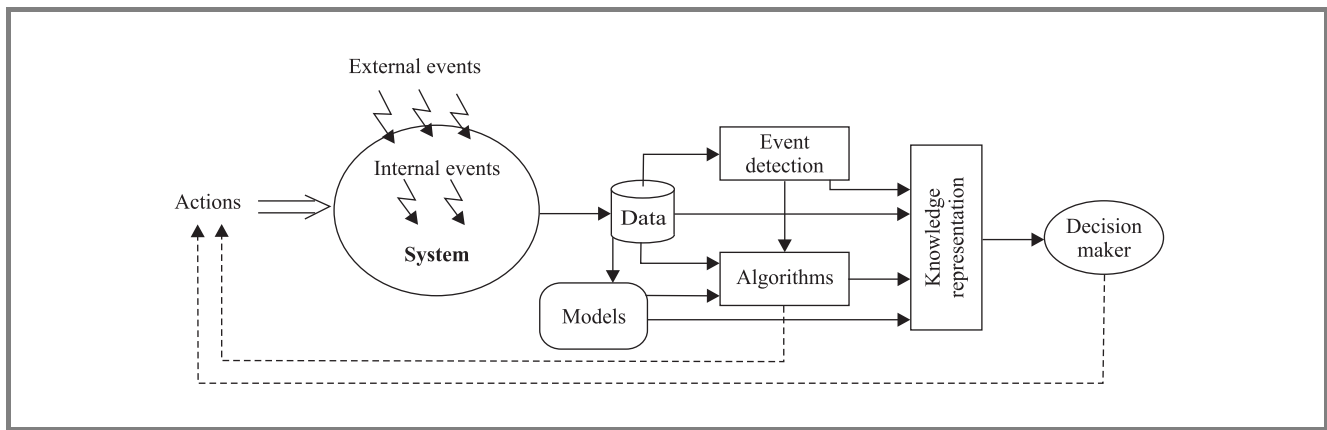 External events
Internal events
Actions
System
Data
Event
detection
Algorithms
Models
Knowledge
representation
Decision
maker